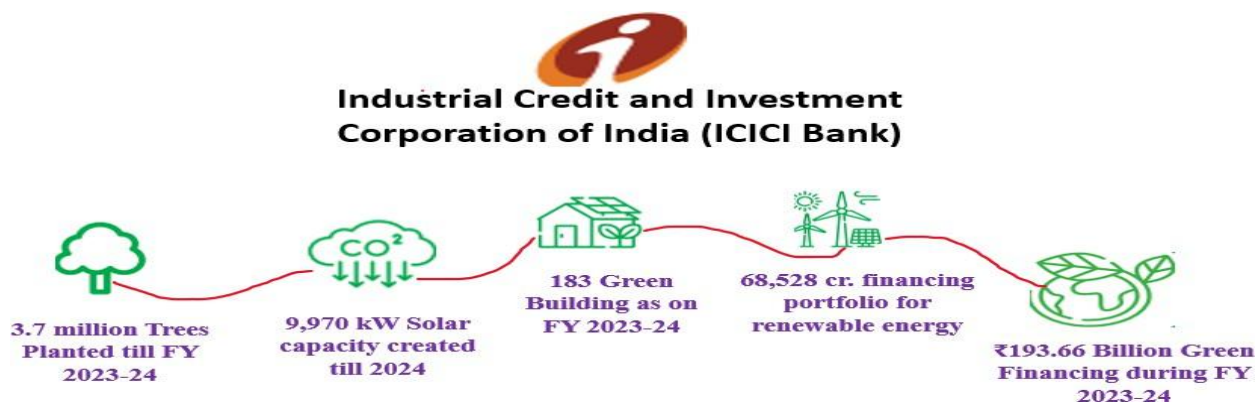 Industrial Credit and Investment
Corporation of India (ICICI Bank)
CO²
3.7 million Trees
Planted till FY
2023-24
9,970 kW Solar
capacity created
till 2024
183 Green
Building as on
FY 2023-24
68,528 cr. financing
portfolio for
renewable energy
₹193.66 Billion Green
Financing during FY
2023-24